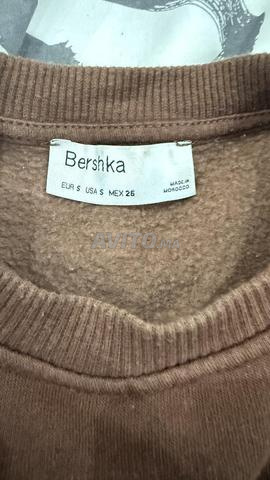 Bershka
EUR S USA S MEX 26
MADE IN
MOROCCO